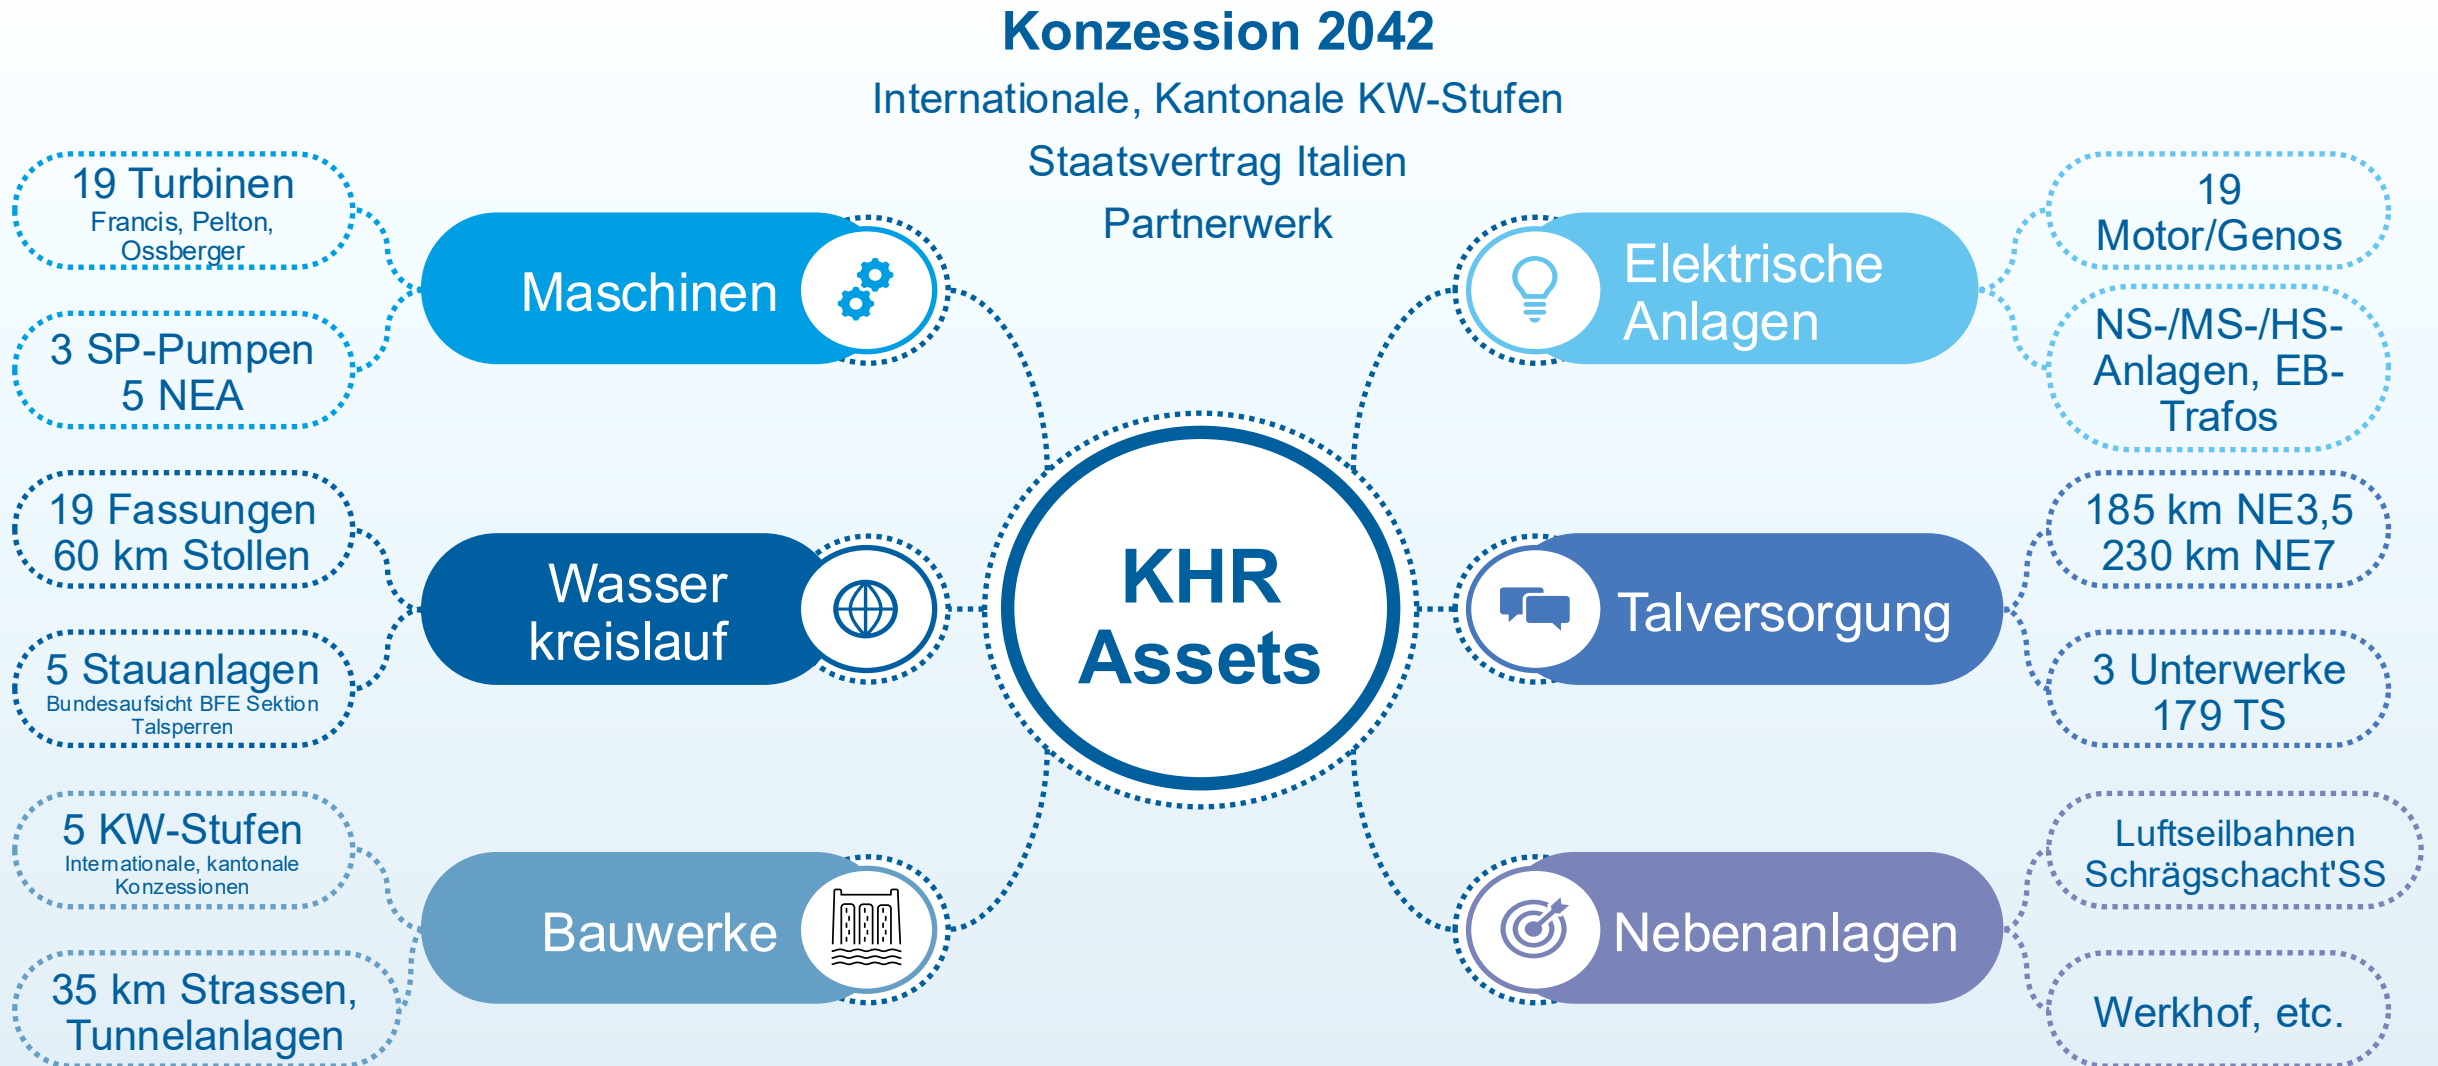 Konzession 2042
Internationale, Kantonale KW-Stufen
Staatsvertrag Italien
Partnerwerk
19 Turbinen
Francis, Pelton,
Ossberger
3 SP-Pumpen
5 NEA
Maschinen
19 Fassungen
60 km Stollen
5 Stauanlagen
Bundesaufsicht BFE Sektion
Talsperren
Wasser
kreislauf
5 KW-Stufen
Internationale, kantonale
Konzessionen
35 km Strassen,
Tunnelanlagen
Bauwerke
KHR
Assets
Elektrische
Anlagen
19
Motor/Genos
NS-/MS-/HS-
Anlagen, EB-
Trafos
Talversorgung
185 km NE3,5
230 km NE7
3 Unterwerke
179 TS
Nebenanlagen
Luftseilbahnen
Schrägschacht'SS
Werkhof, etc.